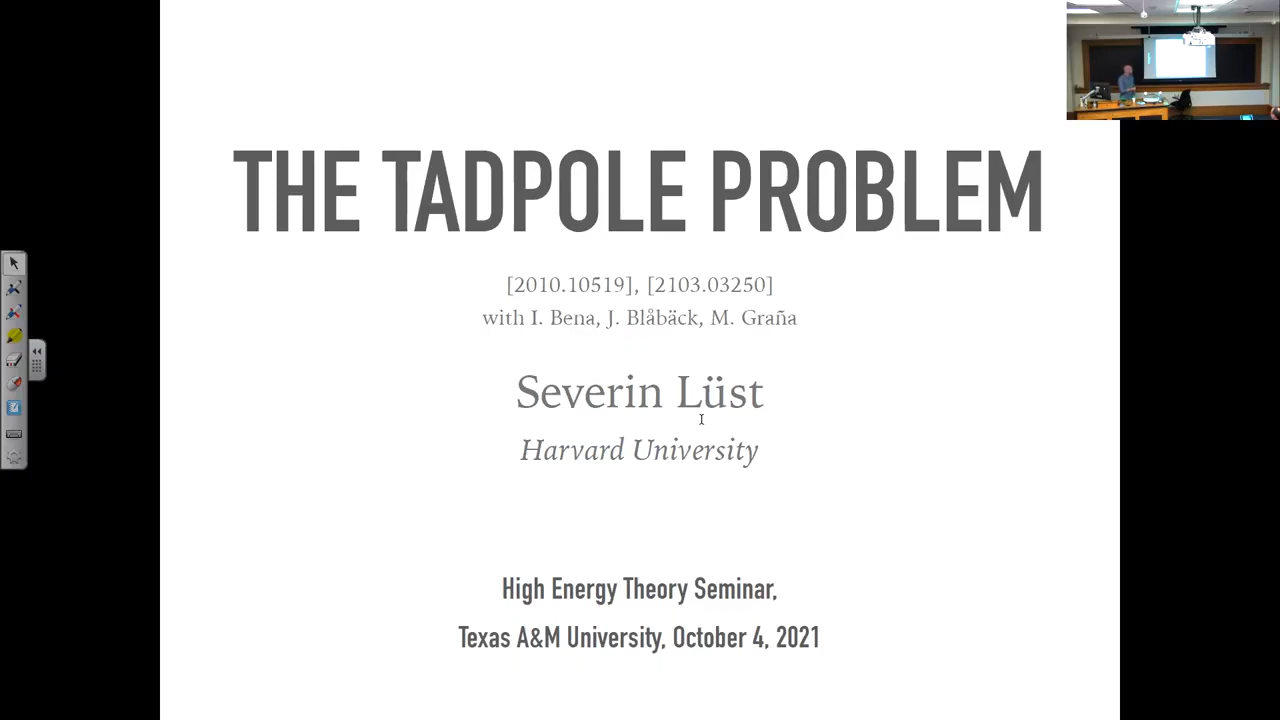 THE TADPOLE PROBLEM
[2010.10519], [2103.03250]
with I. Bena, J. Blåbäck, M. Graña
Severin Lüst
Harvard University
High Energy Theory Seminar,
Texas A&M University, October 4, 2021